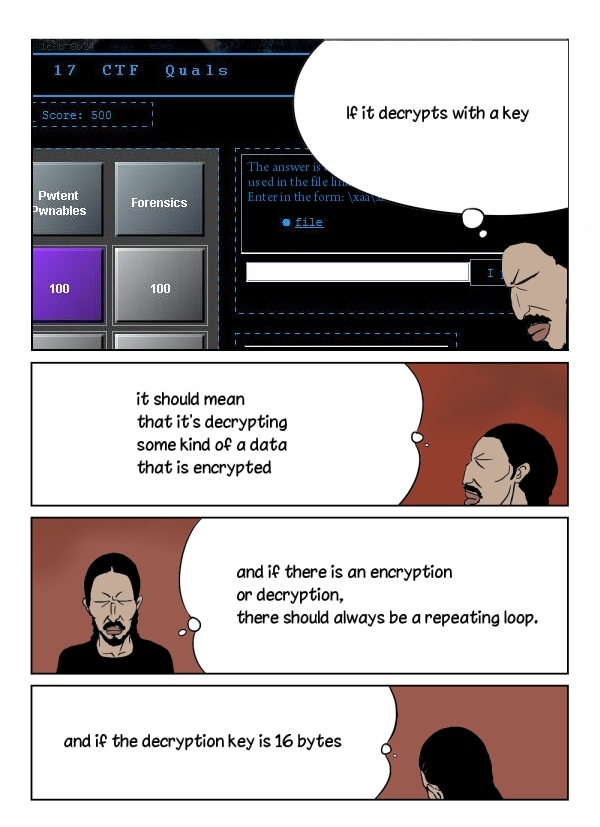 17 CTF Quals
If it decrypts with a key
Score: 500
The answer is
used in the file
Enter in the form: \xaa\
file
Pwtent
Pwnables
Forensics
100
100
I
it should mean
that it's decrypting
some kind of a data
that is encrypted
and if there is an encryption
or decryption,
there should always be a repeating loop.
and if the decryption key is 16 bytes